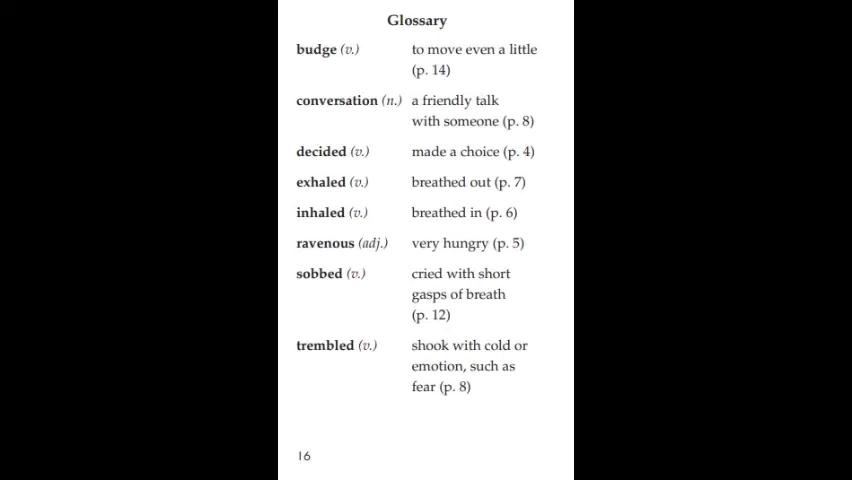 Glossary
budge (v.) to move even a little
(p. 14)
conversation (n.) a friendly talk
with someone (p. 8)
decided (v.) made a choice (p. 4)
exhaled (v.) breathed out (p. 7)
inhaled (v.) breathed in (p. 6)
ravenous (adj.) very hungry (p. 5)
sobbed (v.) cried with short
gasps of breath
(p. 12)
trembled (v.) shook with cold or
emotion, such as
fear (p. 8)
16